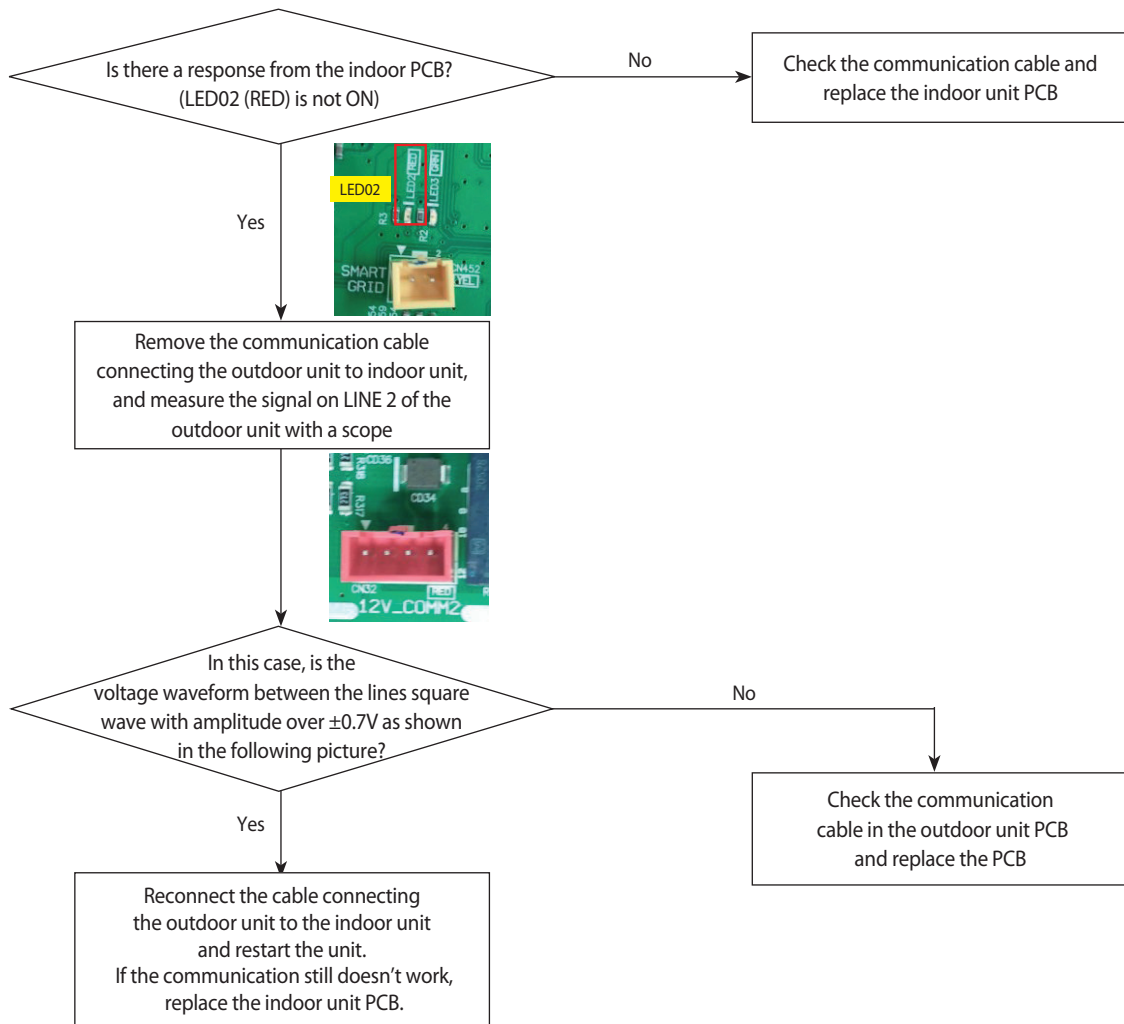 Is there a response from the indoor PCB?
(LED02 (RED) is not ON)
No
Check the communication cable and
replace the indoor unit PCB
Yes
LED02
LED2 RED
LED3 GRN
R3
R2
2
SMART
GRID
CN452
YEL
Remove the communication cable
connecting the outdoor unit to indoor unit,
and measure the signal on LINE 2 of the
outdoor unit with a scope
CD36
R318
R317
CD34
8
10
12
CN32
RED
12V_COMM2
In this case, is the
voltage waveform between the lines square
wave with amplitude over ±0.7V as shown
in the following picture?
No
Check the communication
cable in the outdoor unit PCB
and replace the PCB
Yes
Reconnect the cable connecting
the outdoor unit to the indoor unit
and restart the unit.
If the communication still doesn’t work,
replace the indoor unit PCB.